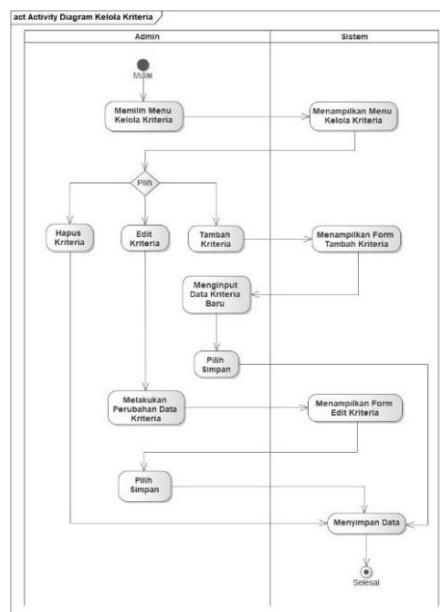 act Activity Diagram Kelola Kriteria
Admin
Sistem
Mulai
Memilih Menu
Kelola Kriteria
Menampilkan Menu
Kelola Kriteria
Pilih
Hapus
Kriteria
Edit
Kriteria
Tambah
Kriteria
Menampilkan Form
Tambah Kriteria
Menginput
Data Kriteria
Baru
Pilih
Simpan
Melakukan
Perubahan Data
Kriteria
Menampilkan Form
Edit Kriteria
Pilih
Simpan
Menyimpan Data
Selesai